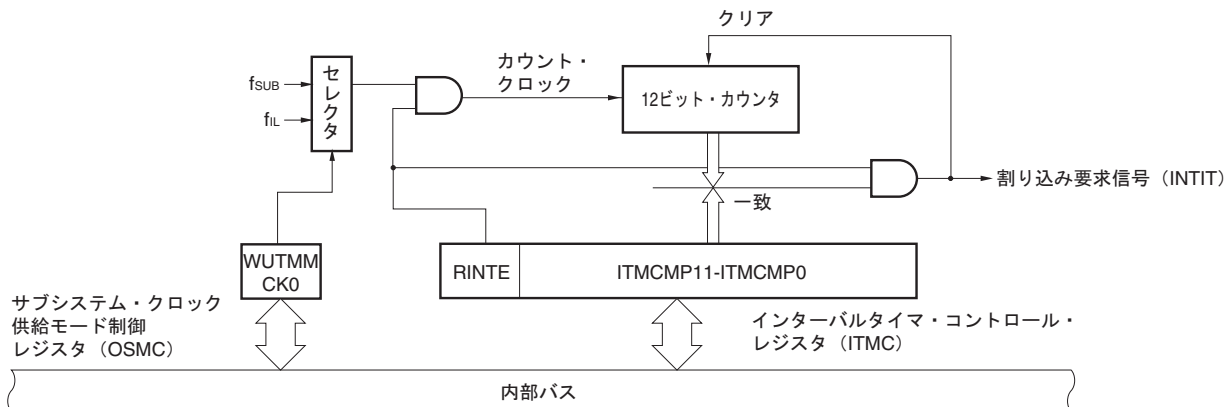 クリア
fSUB
fIL
セレクタ
カウント・
クロック
12ビット・カウンタ
一致
割り込み要求信号（INTIT）
WUTMM
CK0
RINTE
ITMCMP11-ITMCMP0
サブシステム・クロック
供給モード制御
レジスタ（OSMC）
インターバルタイマ・コントロール・
レジスタ（ITMC）
内部バス